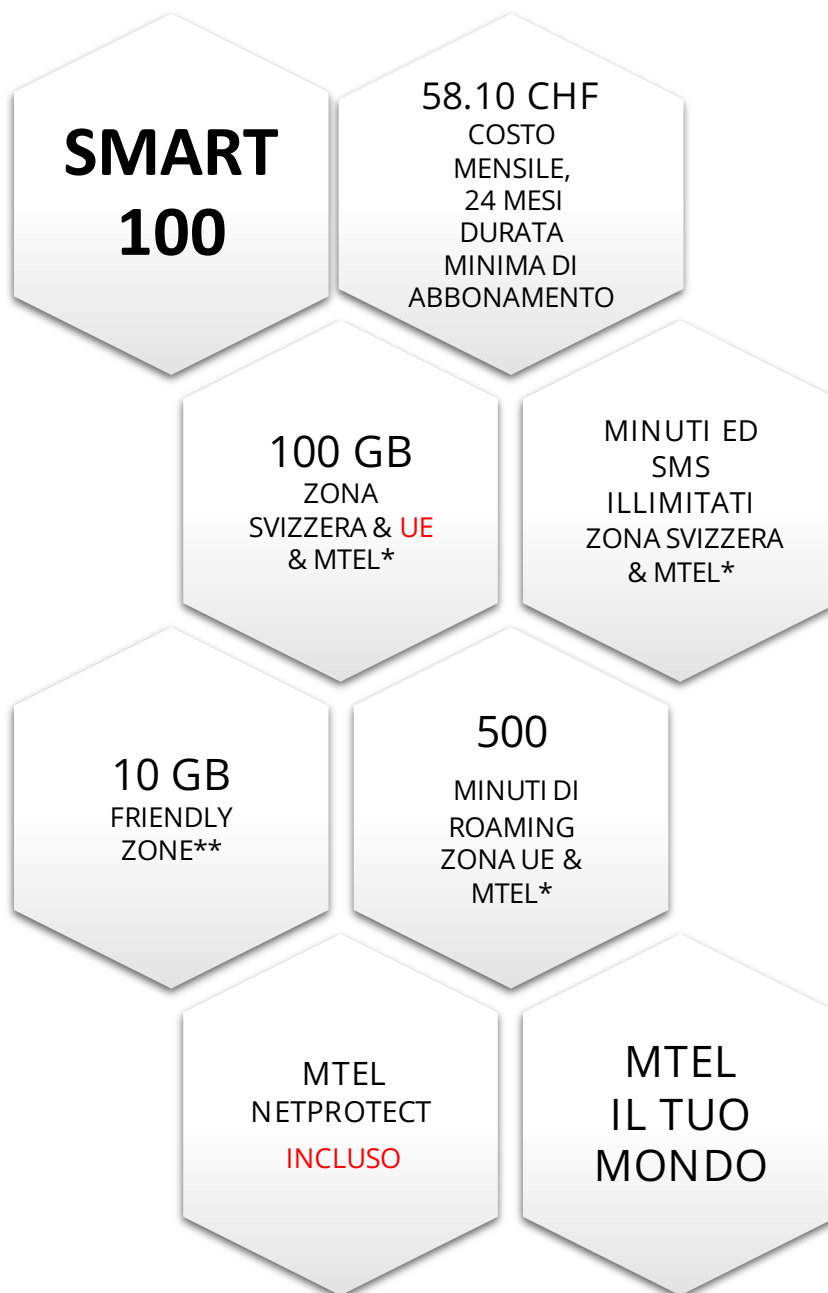 SMART
100
58.10 CHF
COSTO
MENSILE,
24 MESI
DURATA
MINIMA DI
ABBONAMENTO
100 GB
ZONA
SVIZZERA & UE
& MTEL*
MINUTI ED
SMS
ILLIMITATI
ZONA SVIZZERA
& MTEL*
10 GB
FRIENDLY
ZONE**
500
MINUTI DI
ROAMING
ZONA UE &
MTEL*
MTEL
NETPROTECT
INCLUSO
MTEL
IL TUO
MONDO